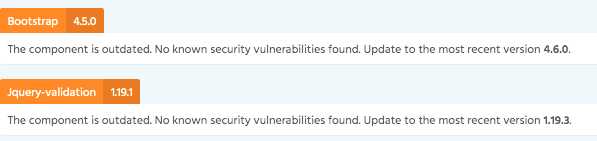 Bootstrap 4.5.0
The component is outdated. No known security vulnerabilities found. Update to the most recent version 4.6.0.
Jquery-validation 1.19.1
The component is outdated. No known security vulnerabilities found. Update to the most recent version 1.19.3.